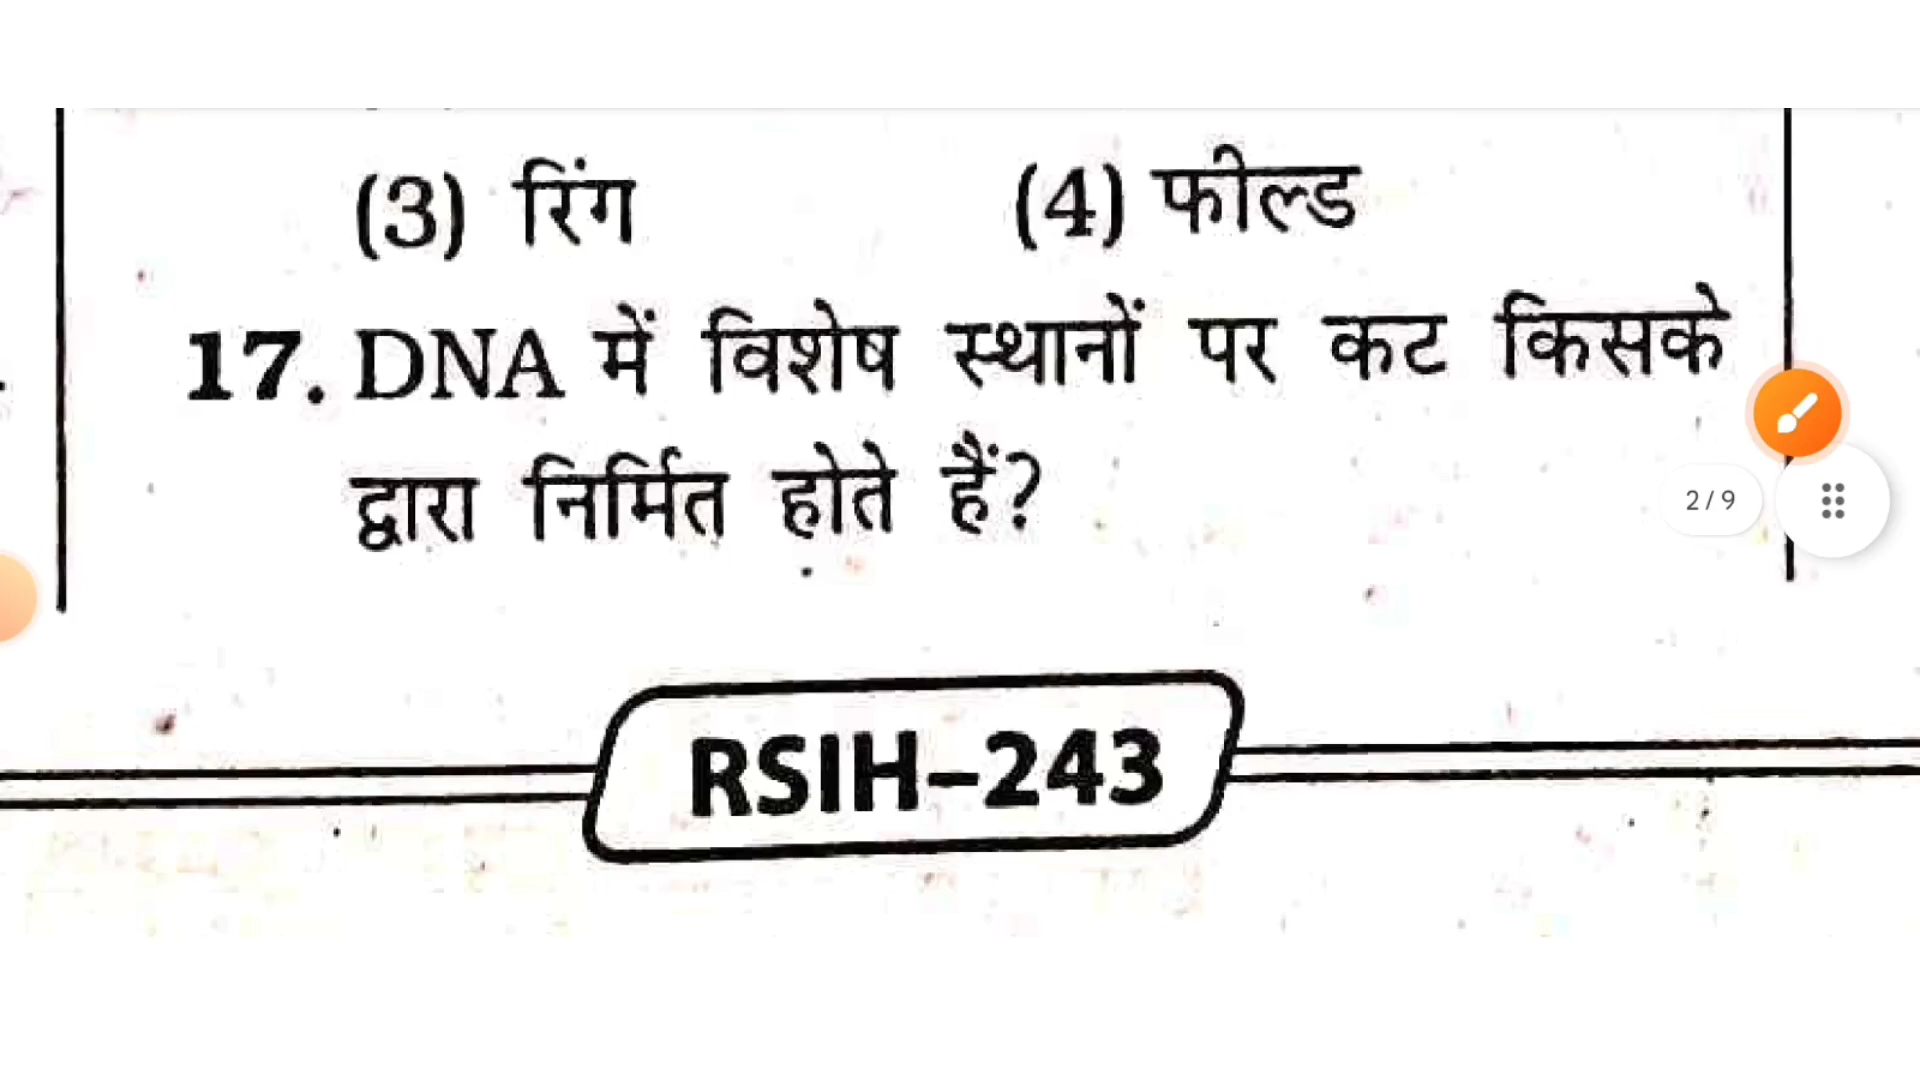 (3) रिंग (4) फील्ड
17. DNA में विशेष स्थानों पर कट किसके
द्वारा निर्मित होते हैं?
2 / 9
RSIH–243